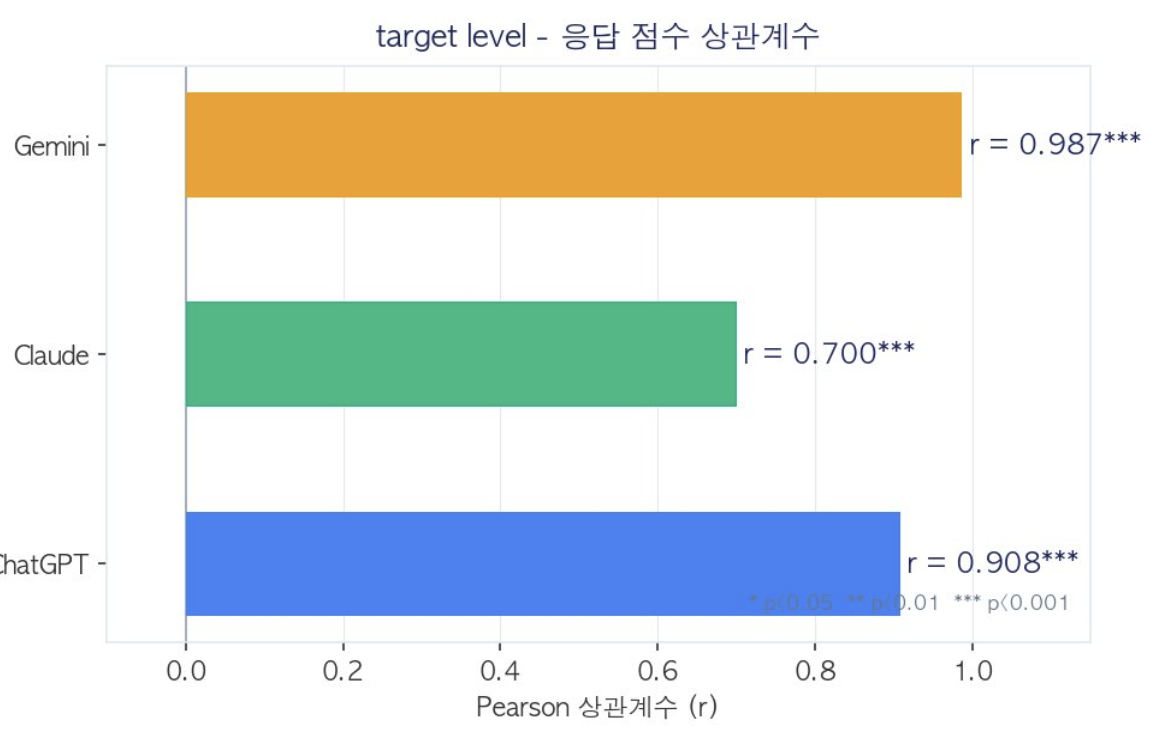 target level - 응답 점수 상관계수
Gemini
r = 0.987***
Claude
r = 0.700***
ChatGPT
r = 0.908***
* p<0.05 ** p<0.01 *** p<0.001
0.0 0.2 0.4 0.6 0.8 1.0
Pearson 상관계수 (r)